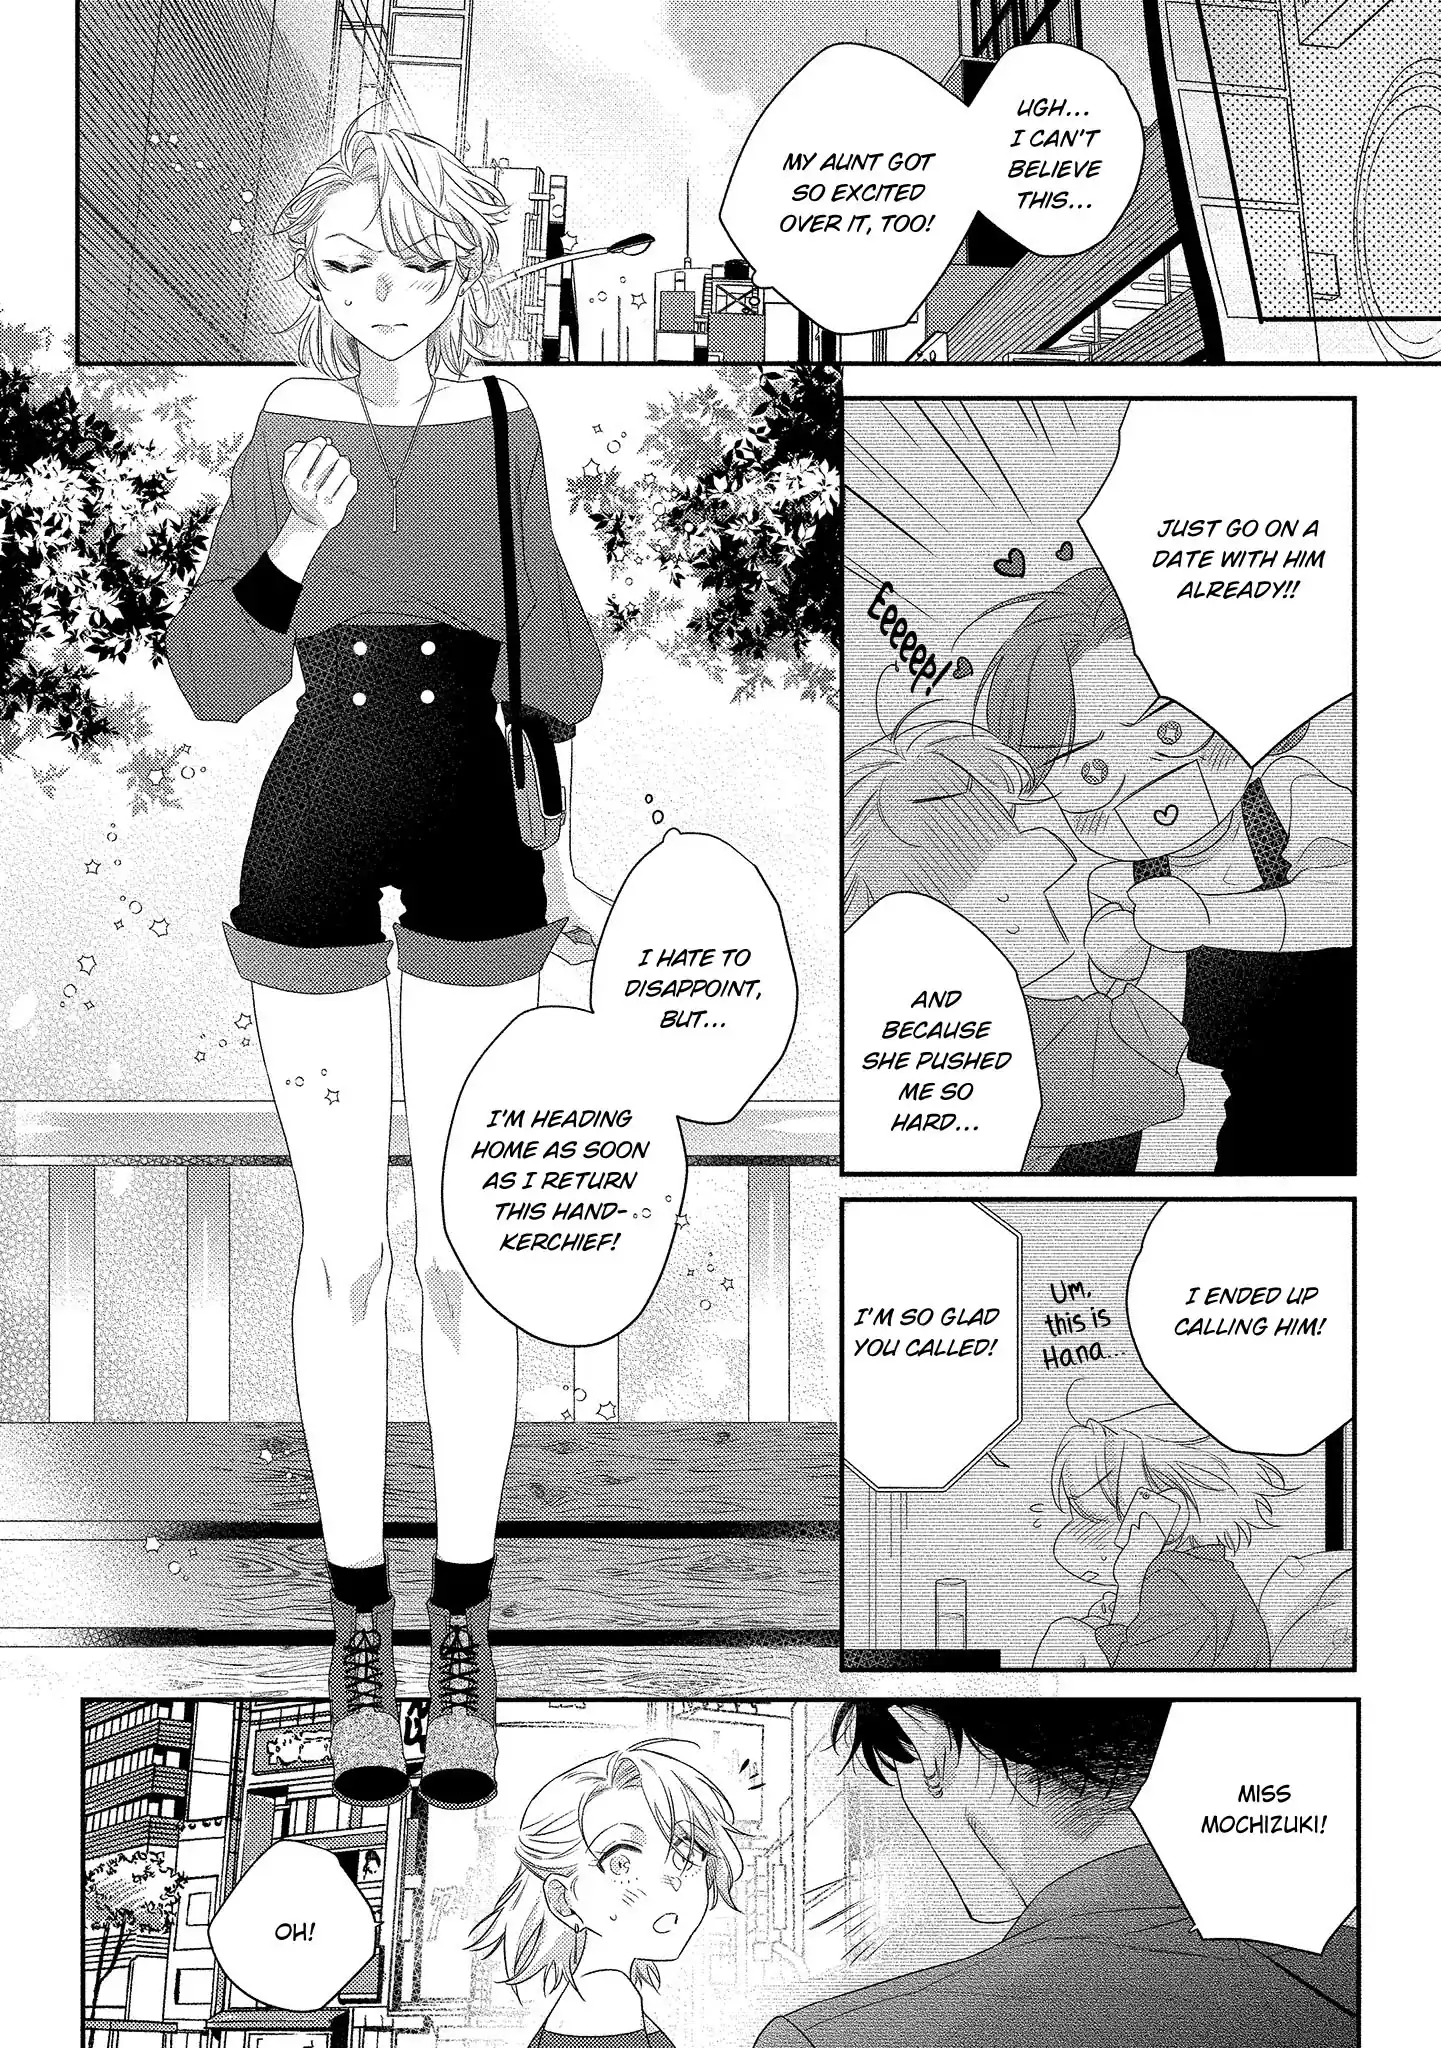 UGH...
I CAN'T
BELIEVE
THIS...
MY AUNT GOT
SO EXCITED
OVER IT, TOO!
JUST GO ON A
DATE WITH HIM
ALREADY!!
Eeeeeep!
AND
BECAUSE
SHE PUSHED
ME SO
HARD...
I ENDED UP
CALLING HIM!
Um,
this is
Hana...
I'M SO GLAD
YOU CALLED!
I HATE TO
DISAPPOINT,
BUT...
I'M HEADING
HOME AS SOON
AS I RETURN
THIS HAND-
KERCHIEF!
MISS
MOCHIZUKI!
OH!